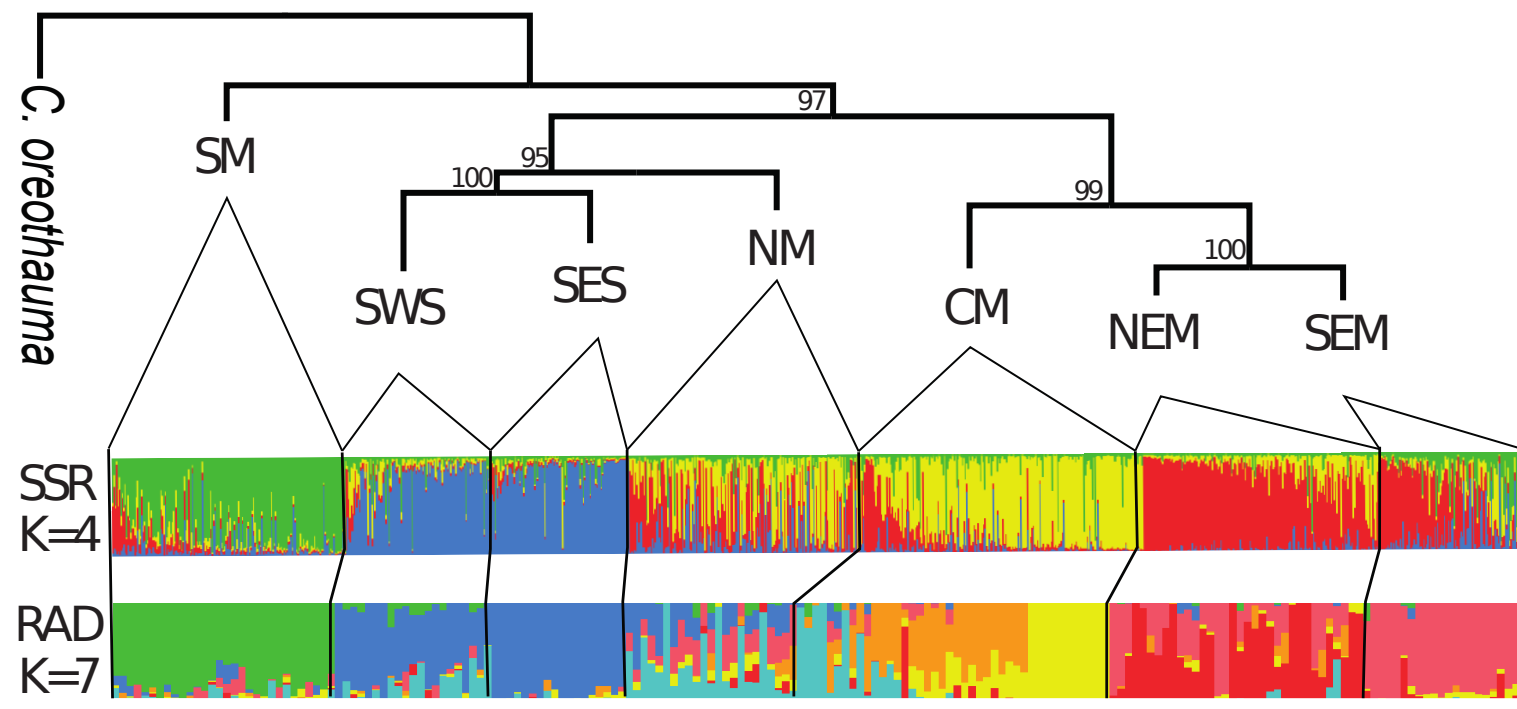 C. oreothauma
97
SM
95
100
99
NM
100
SES
SWS
CM
NEM
SEM
SSR
K=4
RAD
K=7